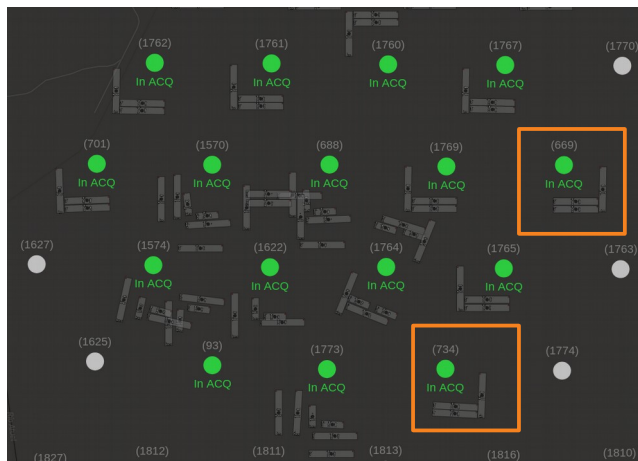 (1762) (1761) (1760) (1767) (1770)
In ACQ In ACQ In ACQ In ACQ
(701) (1570) (688) (1769) (669)
In ACQ In ACQ In ACQ In ACQ In ACQ
(1627) (1574) (1622) (1764) (1765) (1763)
In ACQ In ACQ In ACQ In ACQ
(1625) (93) (1773) (734) (1774)
In ACQ In ACQ In ACQ
(1827) (1812) (1811) (1813) (1816) (1810)